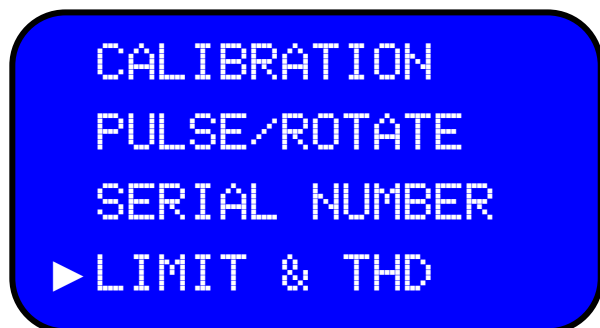 CALIBRATION
PULSE/ROTATE
SERIAL NUMBER
►LIMIT & THD